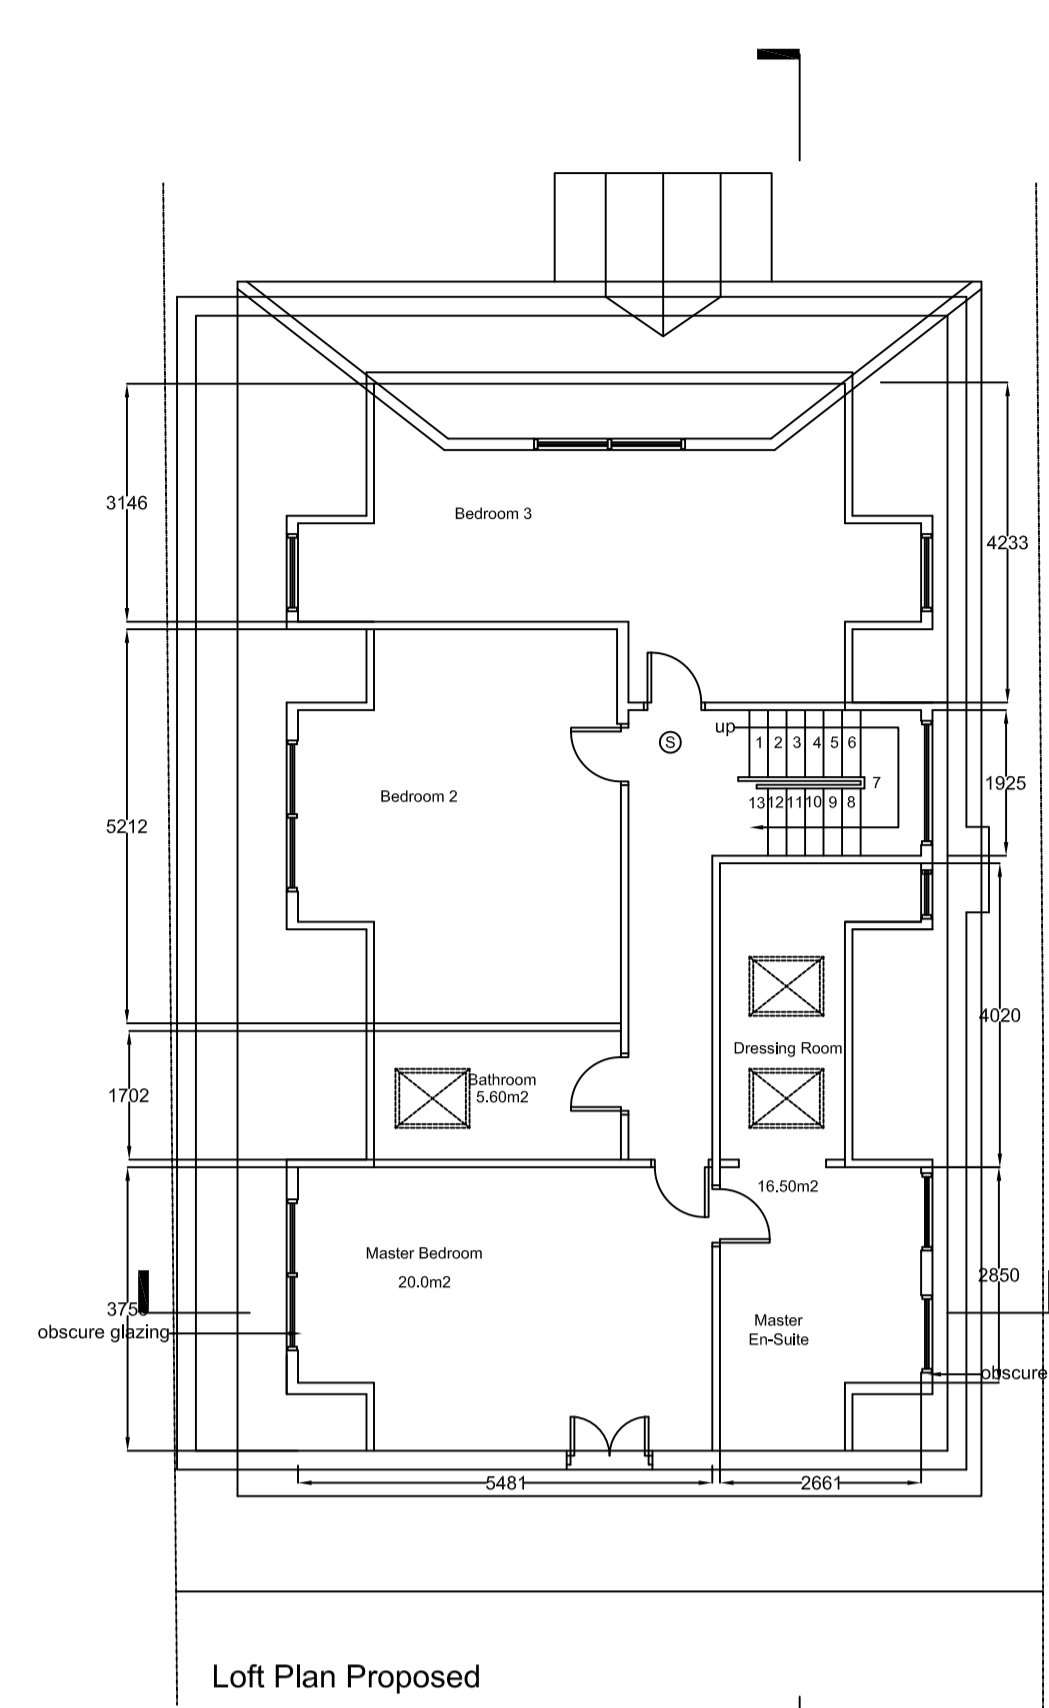 3146
4233
Bedroom 3
up
1 2 3 4 5 6
S
7
1925
13 12 11 10 9 8
Bedroom 2
5212
4020
Dressing Room
Bathroom
5.60m2
1702
16.50m2
Master Bedroom
20.0m2
2850
obscure glazing
Master
En-Suite
obscure
5481
2661
Loft Plan Proposed